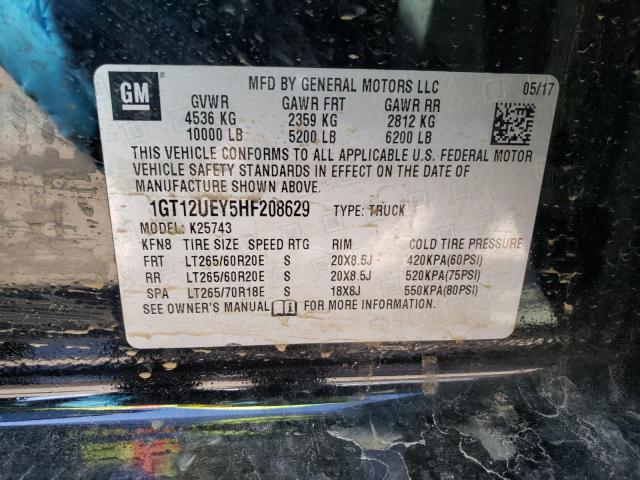 GM
MFD BY GENERAL MOTORS LLC 05/17
GVWR GAWR FRT GAWR RR
4536 KG 2359 KG 2812 KG
10000 LB 5200 LB 6200 LB
THIS VEHICLE CONFORMS TO ALL APPLICABLE U.S. FEDERAL MOTOR
VEHICLE SAFETY STANDARDS IN EFFECT ON THE DATE OF
MANUFACTURE SHOWN ABOVE.
1GT12UEY5HF208629 TYPE: TRUCK
MODEL: K25743
KFN8 TIRE SIZE SPEED RTG RIM COLD TIRE PRESSURE
FRT LT265/60R20E S 20X8.5J 420KPA(60PSI)
RR LT265/60R20E S 20X8.5J 520KPA(75PSI)
SPA LT265/70R18E S 18X8J 550KPA(80PSI)
SEE OWNER'S MANUAL FOR MORE INFORMATION.